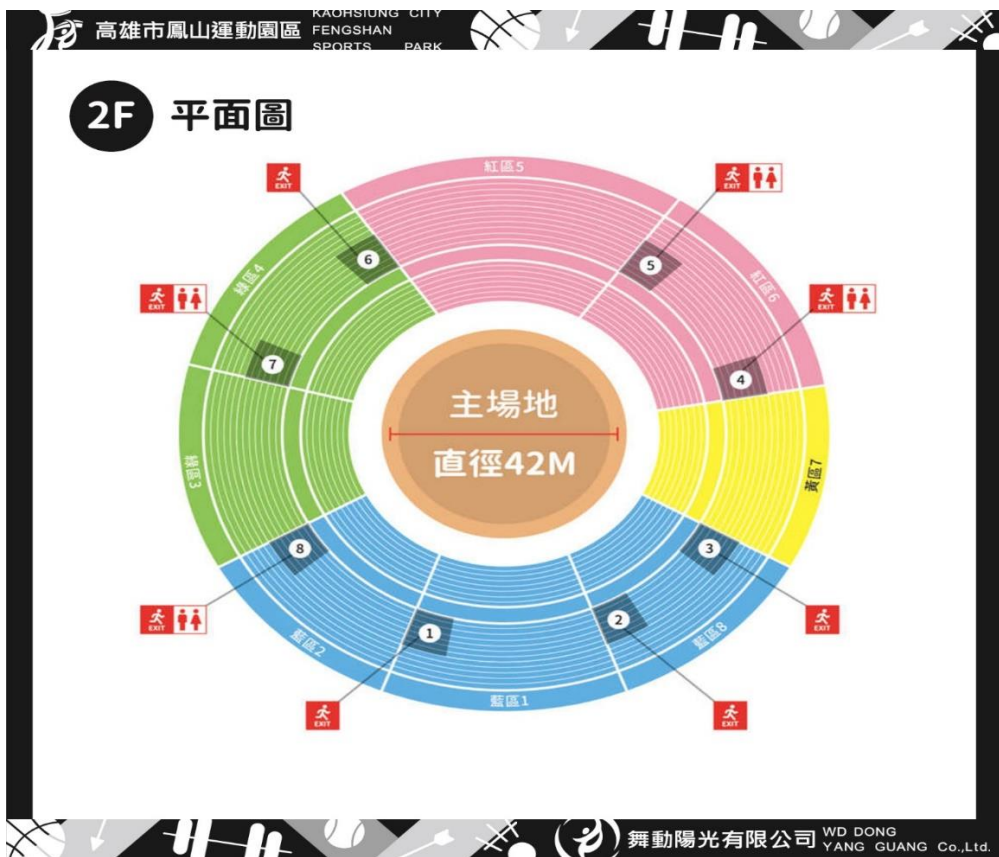 高雄市鳳山運動園區
KAOHSIUNG CITY
FENGSHAN
SPORTS PARK
2F 平面圖
紅區5
EXIT
EXIT
6
5
綠區4
紅區6
EXIT
EXIT
7
4
主場地
直徑42M
綠區3
黃區7
8
3
EXIT
1
2
EXIT
藍區2
藍區8
藍區1
EXIT
EXIT
舞動陽光有限公司
WD DONG
YANG GUANG Co.,Ltd.